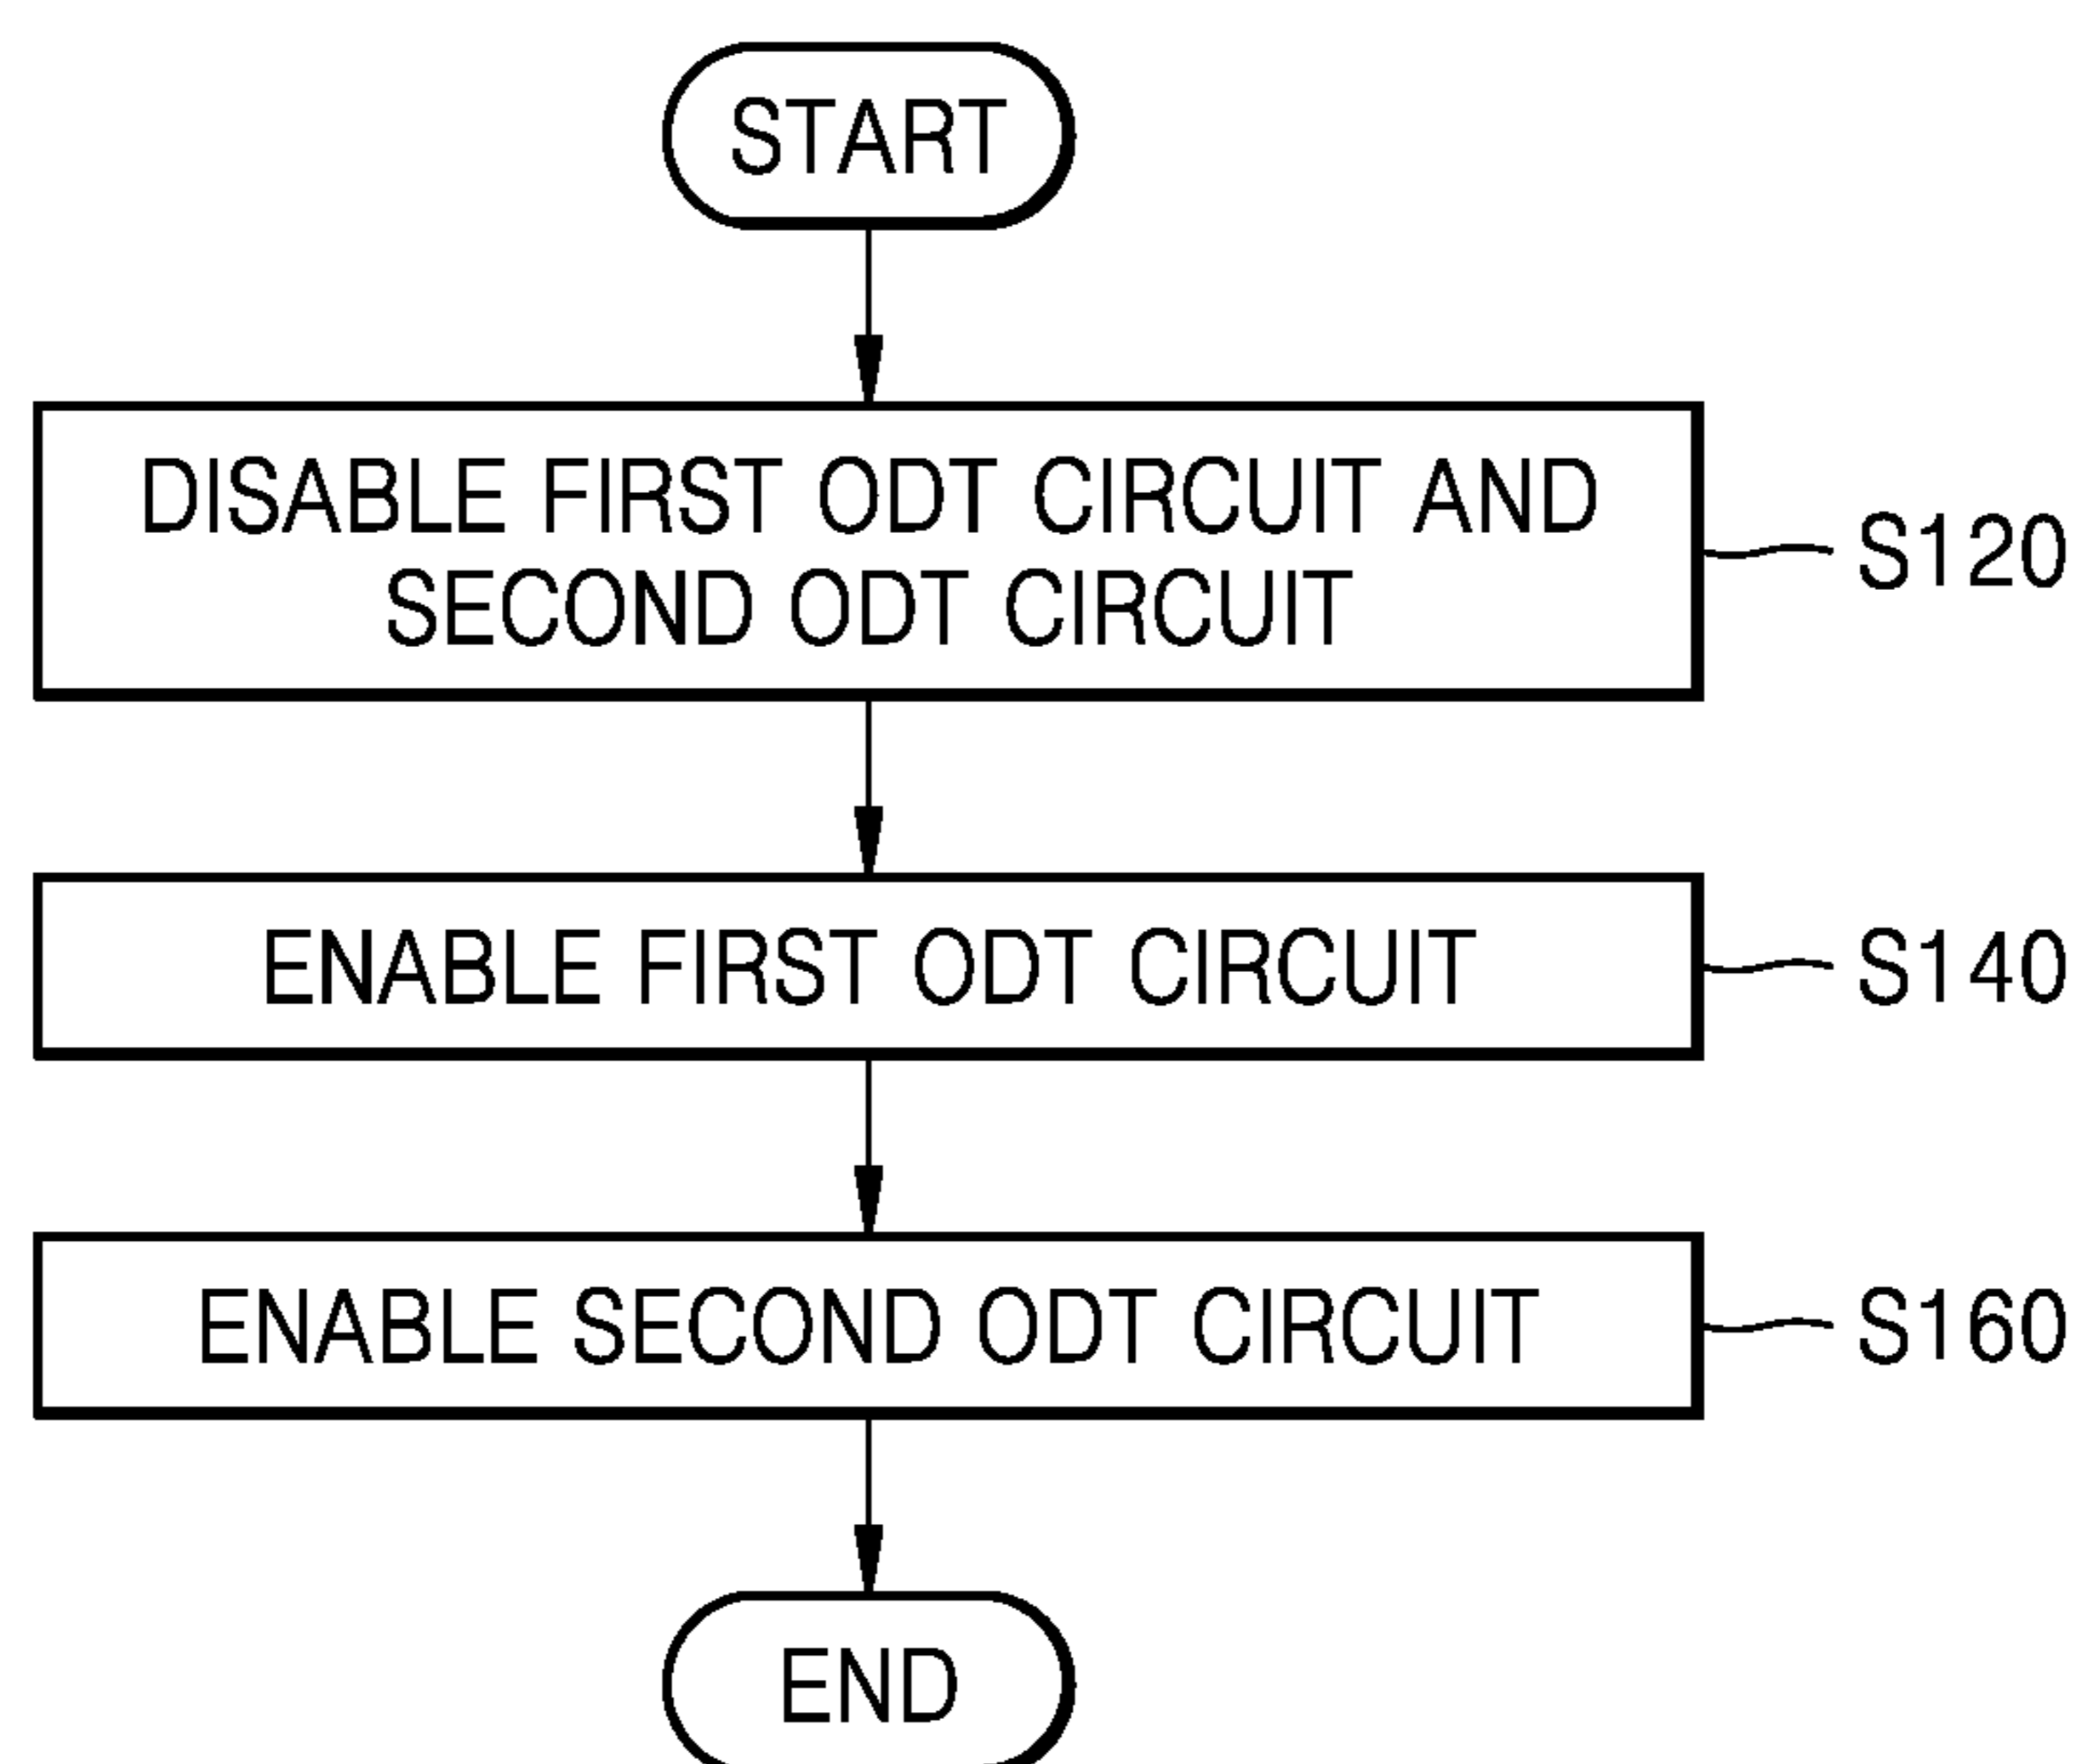 START
DISABLE FIRST ODT CIRCUIT AND
SECOND ODT CIRCUIT
S120
ENABLE FIRST ODT CIRCUIT
S140
ENABLE SECOND ODT CIRCUIT
S160
END